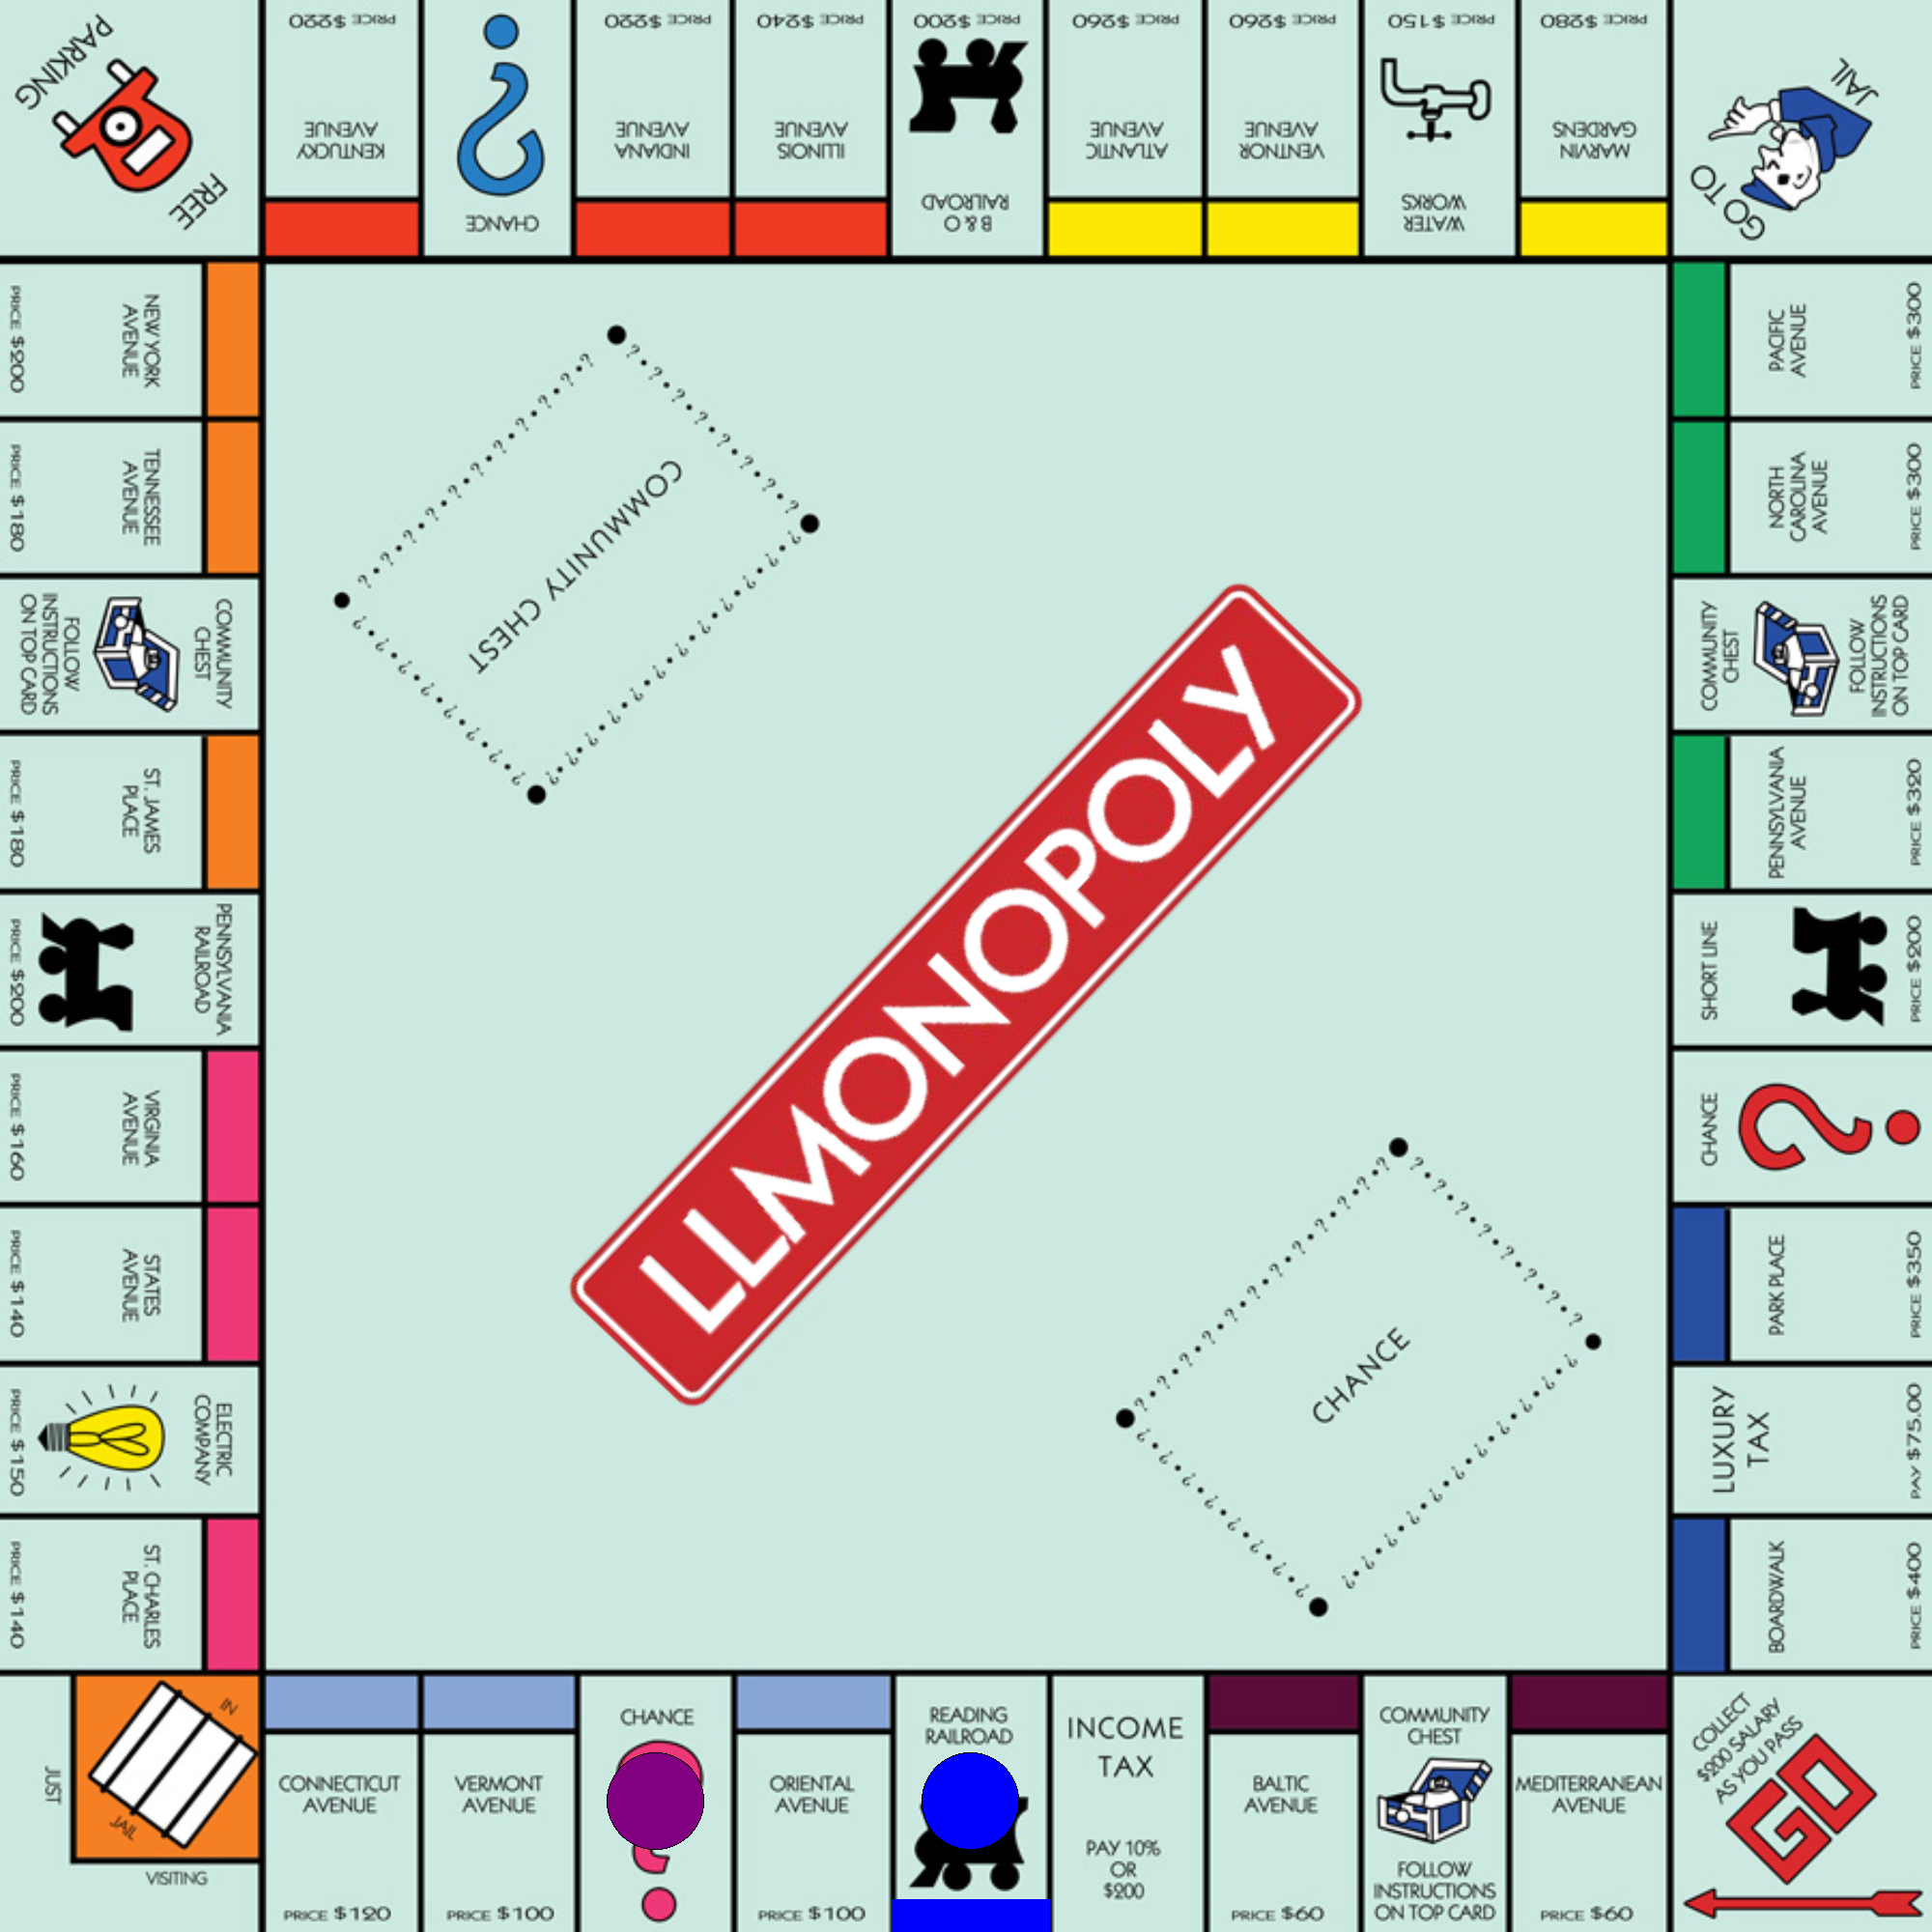 FREE
PARKING
KENTUCKY
AVENUE
PRICE $220
CHANCE
INDIANA
AVENUE
PRICE $220
ILLINOIS
AVENUE
PRICE $240
B & O
RAILROAD
PRICE $200
ATLANTIC
AVENUE
PRICE $260
VENTNOR
AVENUE
PRICE $260
WATER
WORKS
PRICE $150
MARVIN
GARDENS
PRICE $280
GO TO
JAIL
NEW YORK
AVENUE
PRICE $200
TENNESSEE
AVENUE
PRICE $180
COMMUNITY
CHEST
FOLLOW
INSTRUCTIONS
ON TOP CARD
ST. JAMES
PLACE
PRICE $180
PENNSYLVANIA
RAILROAD
PRICE $200
VIRGINIA
AVENUE
PRICE $160
STATES
AVENUE
PRICE $140
ELECTRIC
COMPANY
PRICE $150
ST. CHARLES
PLACE
PRICE $140
COMMUNITY CHEST
LLMONOPOLY
CHANCE
PACIFIC
AVENUE
PRICE $300
NORTH
CAROLINA
AVENUE
PRICE $300
COMMUNITY
CHEST
FOLLOW
INSTRUCTIONS
ON TOP CARD
PENNSYLVANIA
AVENUE
PRICE $320
SHORT LINE
PRICE $200
CHANCE
PARK PLACE
PRICE $350
LUXURY
TAX
PAY $75.00
BOARDWALK
PRICE $400
IN
JAIL
JUST
VISITING
CONNECTICUT
AVENUE
PRICE $120
VERMONT
AVENUE
PRICE $100
CHANCE
ORIENTAL
AVENUE
PRICE $100
READING
RAILROAD
INCOME
TAX
PAY 10%
OR
$200
BALTIC
AVENUE
PRICE $60
COMMUNITY
CHEST
FOLLOW
INSTRUCTIONS
ON TOP CARD
MEDITERRANEAN
AVENUE
PRICE $60
COLLECT
$200 SALARY
AS YOU PASS
GO